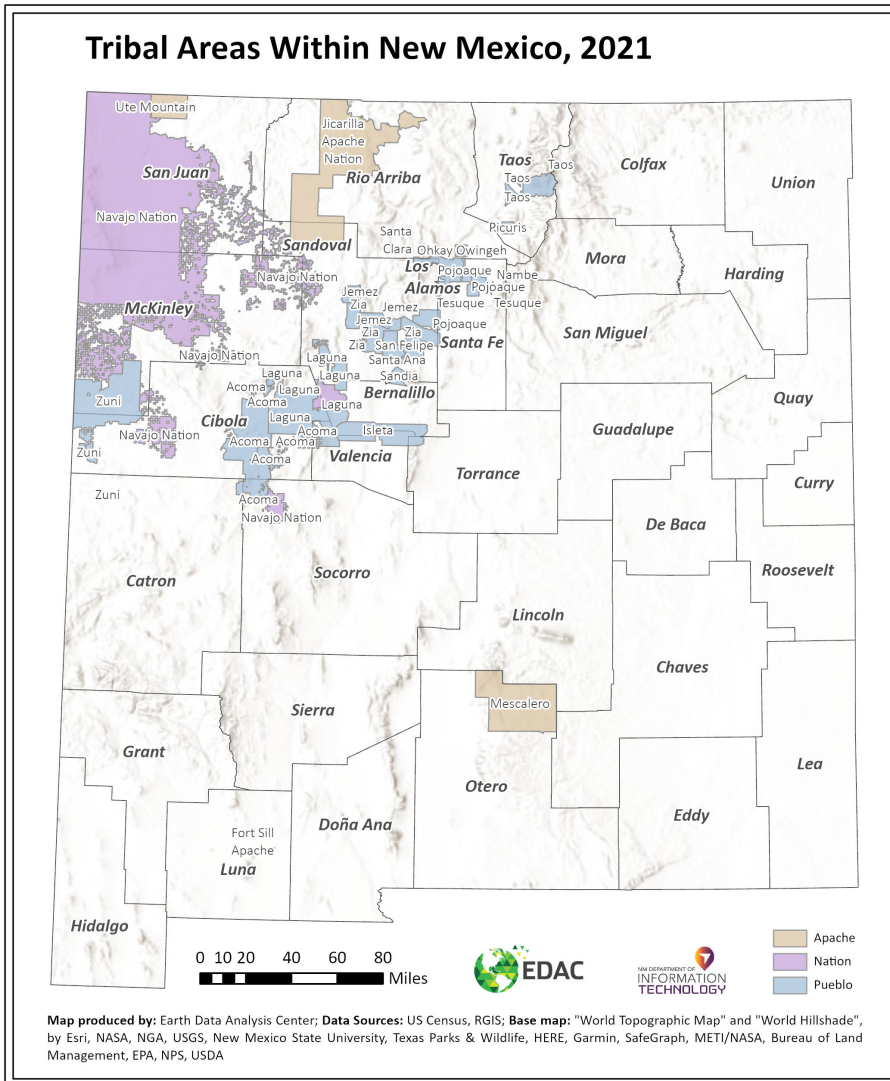 Tribal Areas Within New Mexico, 2021
Ute Mountain
Jicarilla
Apache
Nation
San Juan
Rio Arriba
Taos
Taos
Taos
Taos
Colfax
Union
Navajo Nation
Picuris
Santa
Clara
Ohkay Owingeh
Sandoval
Mora
Harding
Los
Alamos
Pojoaque
Nambe
Pojoaque
Navajo Nation
McKinley
Jemez
Zia
Jemez
Jemez
Tesuque
Tesuque
Pojoaque
Zia
Zia
Zia
San Felipe
Santa Fe
San Miguel
Navajo Nation
Laguna
Santa Ana
Laguna
Laguna
Sandia
Acoma
Laguna
Bernalillo
Quay
Zuni
Acoma
Laguna
Cibola
Laguna
Guadalupe
Navajo Nation
Acoma
Isleta
Acoma
Acoma
Zuni
Acoma
Valencia
Torrance
Curry
Zuni
Acoma
Navajo Nation
De Baca
Catron
Socorro
Roosevelt
Lincoln
Chaves
Mescalero
Sierra
Grant
Lea
Otero
Eddy
Doña Ana
Fort Sill
Apache
Luna
Hidalgo
0 10 20 40 60 80
Miles
EDAC
NM DEPARTMENT OF
INFORMATION
TECHNOLOGY
Apache
Nation
Pueblo
Map produced by: Earth Data Analysis Center; Data Sources: US Census, RGIS; Base map: "World Topographic Map" and "World Hillshade",
by Esri, NASA, NGA, USGS, New Mexico State University, Texas Parks & Wildlife, HERE, Garmin, SafeGraph, METI/NASA, Bureau of Land
Management, EPA, NPS, USDA